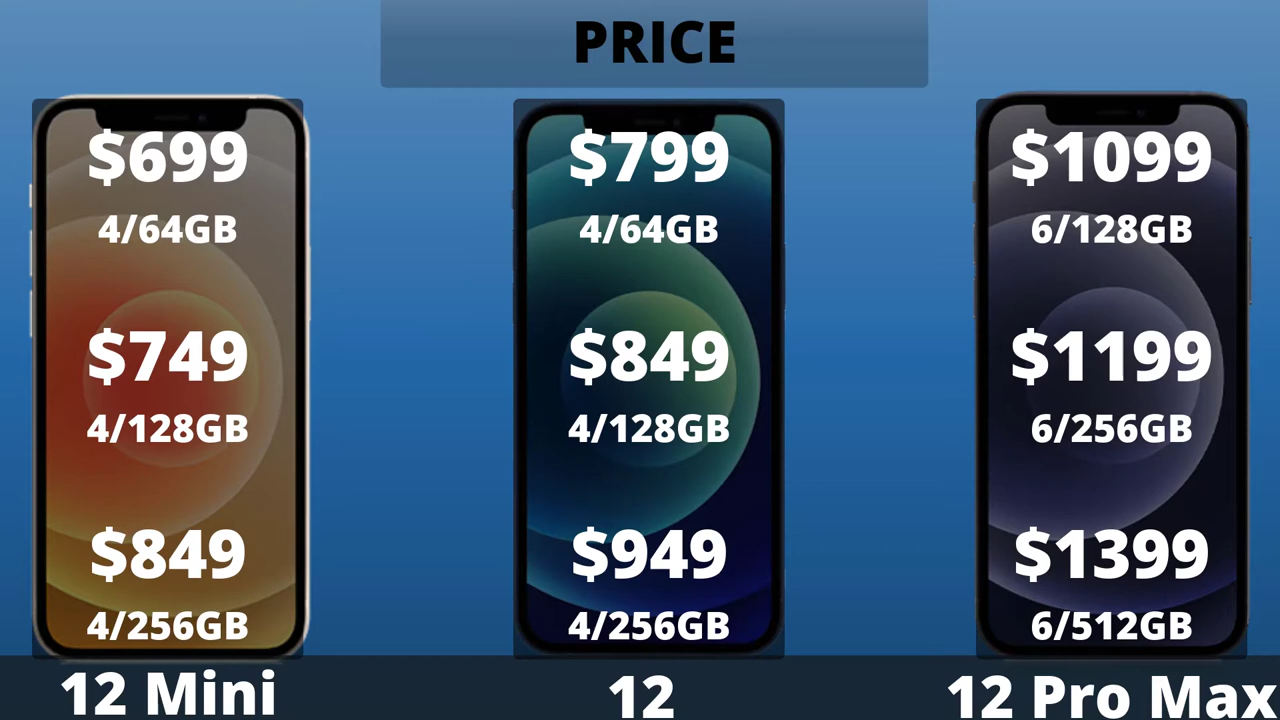 PRICE
$699
4/64GB
$749
4/128GB
$849
4/256GB
12 Mini
$799
4/64GB
$849
4/128GB
$949
4/256GB
12
$1099
6/128GB
$1199
6/256GB
$1399
6/512GB
12 Pro Max